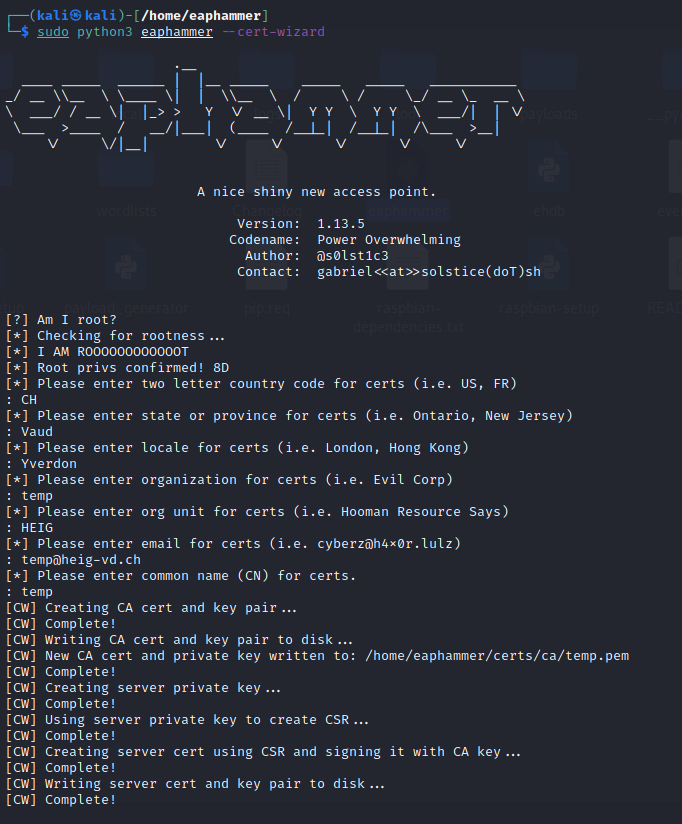 ┌──(kali㉿kali)-[/home/eaphammer]
└─$ sudo python3 eaphammer --cert-wizard
A nice shiny new access point.
Version: 1.13.5
Codename: Power Overwhelming
Author: @s0lst1c3
Contact: gabriel<<at>>solstice(doT)sh
[?] Am I root?
[*] Checking for rootness...
[*] I AM ROOOOOOOOOOOOT
[*] Root privs confirmed! 8D
[*] Please enter two letter country code for certs (i.e. US, FR)
: CH
[*] Please enter state or province for certs (i.e. Ontario, New Jersey)
: Vaud
[*] Please enter locale for certs (i.e. London, Hong Kong)
: Yverdon
[*] Please enter organization for certs (i.e. Evil Corp)
: temp
[*] Please enter org unit for certs (i.e. Hooman Resource Says)
: HEIG
[*] Please enter email for certs (i.e. cyberz@h4x0r.lulz)
: temp@heig-vd.ch
[*] Please enter common name (CN) for certs.
: temp
[CW] Creating CA cert and key pair...
[CW] Complete!
[CW] Writing CA cert and key pair to disk...
[CW] New CA cert and private key written to: /home/eaphammer/certs/ca/temp.pem
[CW] Complete!
[CW] Creating server private key...
[CW] Complete!
[CW] Using server private key to create CSR...
[CW] Complete!
[CW] Creating server cert using CSR and signing it with CA key...
[CW] Complete!
[CW] Writing server cert and key pair to disk...
[CW] Complete!